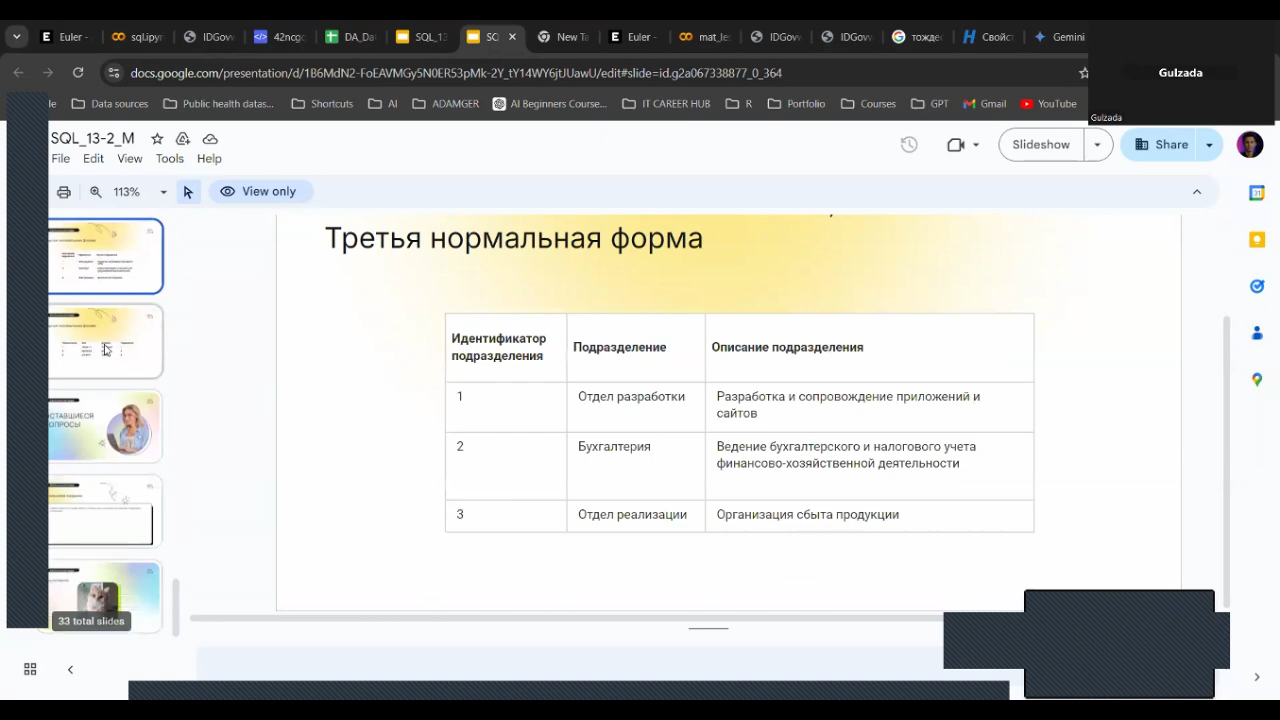 Euler -
sql.ipyn
IDGov
42ncgc
DA_Da
SQL_13
SQ
New Ta
Euler -
mat_le
IDGov
IDGov
тождес
Свойст
Gemini
docs.google.com/presentation/d/1B6MdN2-FoEAVMGy5N0ER53pMk-2Y_tY14WY6jtJUawU/edit#slide=id.g2a067338877_0_364
Gulzada
Gulzada
Data sources
Public health datas...
Shortcuts
AI
ADAMGER
AI Beginners Course...
IT CAREER HUB
R
Portfolio
Courses
GPT
Gmail
YouTube
SQL_13-2_M
File Edit View Tools Help
Slideshow
Share
113%
View only
Третья нормальная форма
Идентификатор подразделения
Подразделение
Описание подразделения
1
Отдел разработки
Разработка и сопровождение приложений и
сайтов
2
Бухгалтерия
Ведение бухгалтерского и налогового учета
финансово-хозяйственной деятельности
3
Отдел реализации
Организация сбыта продукции
33 total slides